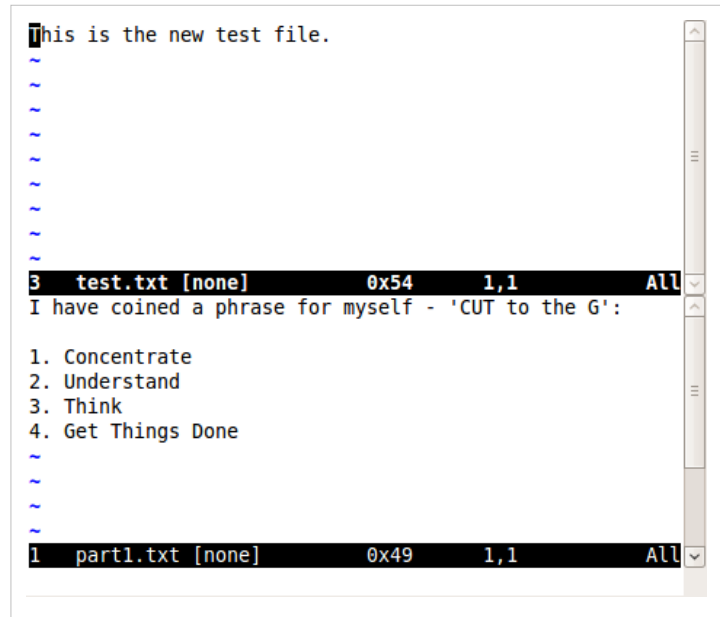 This is the new test file.
~
~
~
~
~
~
~
~
~
3 test.txt [none] 0x54 1,1 All
I have coined a phrase for myself - 'CUT to the G':

1. Concentrate
2. Understand
3. Think
4. Get Things Done
~
~
~
~
1 part1.txt [none] 0x49 1,1 All